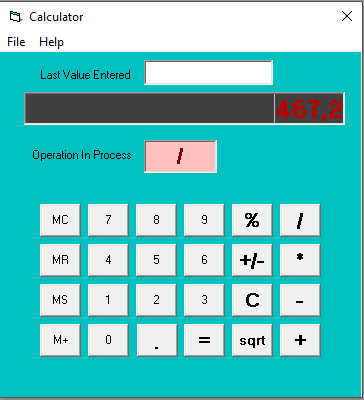 Calculator
File Help
Last Value Entered
467.2
Operation In Process /
MC 7 8 9 % /
MR 4 5 6 +/- *
MS 1 2 3 C -
M+ 0 . = sqrt +